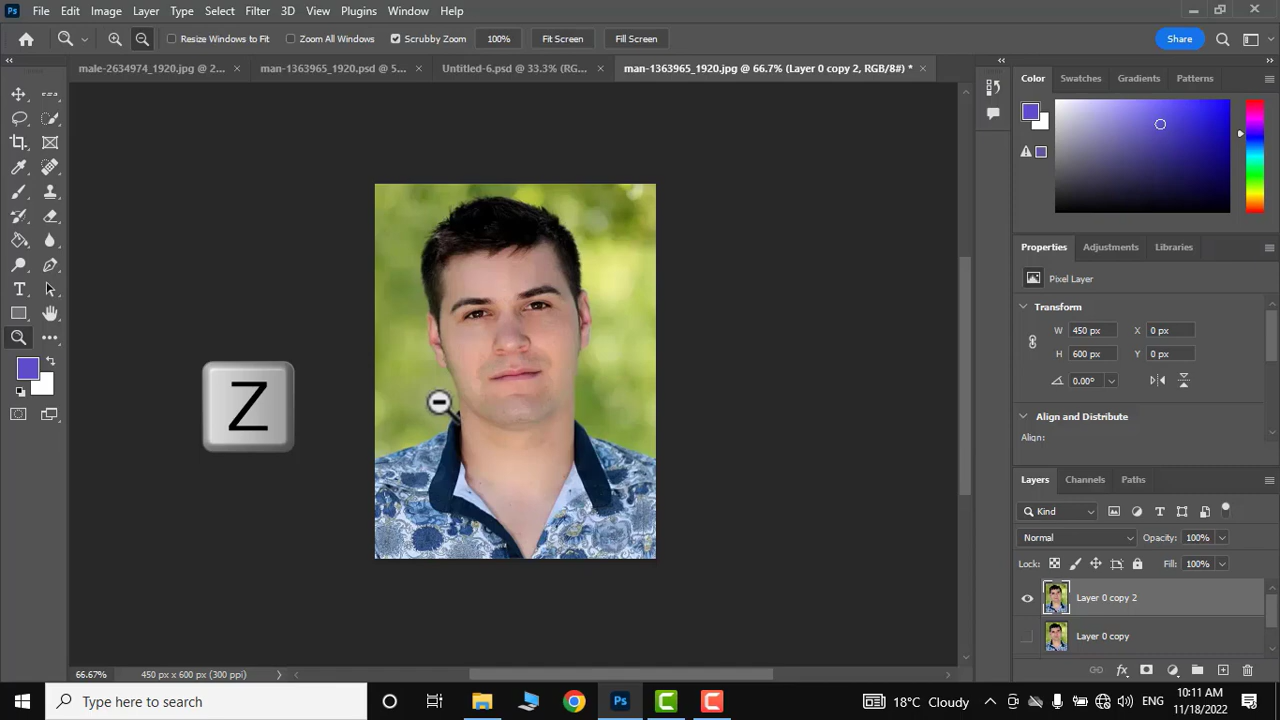 Ps File Edit Image Layer Type Select Filter 3D View Plugins Window Help
Resize Windows to Fit Zoom All Windows Scrubby Zoom 100% Fit Screen Fill Screen Share
male-2634974_1920.jpg @ 2... × man-1363965_1920.psd @ 5... × Untitled-6.psd @ 33.3% (RG... × man-1363965_1920.jpg @ 66.7% (Layer 0 copy 2, RGB/8#) * ×
Color Swatches Gradients Patterns
Properties Adjustments Libraries
Pixel Layer
Transform
W 450 px X 0 px
H 600 px Y 0 px
0.00°
Align and Distribute
Align:
Z
Layers Channels Paths
Kind
Normal Opacity: 100%
Lock: Fill: 100%
Layer 0 copy 2
Layer 0 copy
fx
66.67% 450 px x 600 px (300 ppi)
Type here to search Ps 18°C Cloudy 10:11 AM
11/18/2022